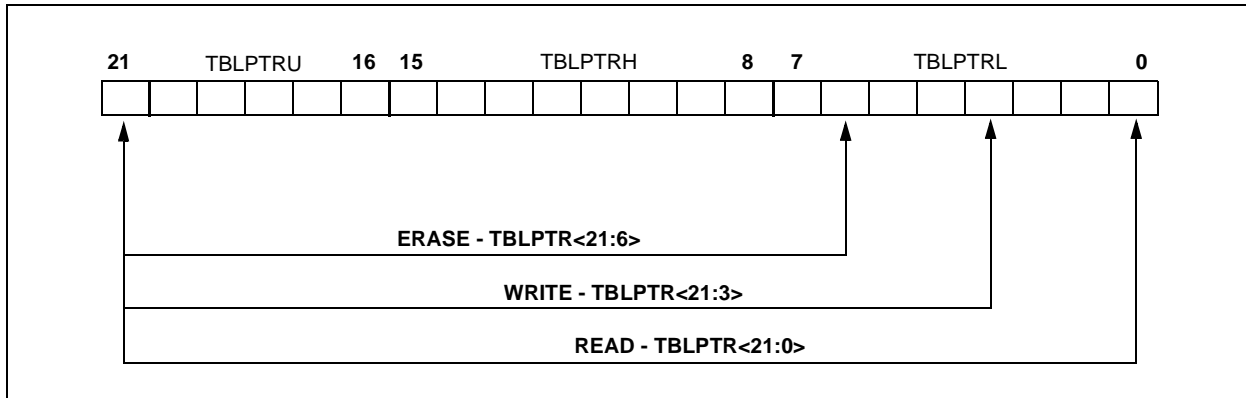 21 TBLPTRU 16 15 TBLPTRH 8 7 TBLPTRL 0
ERASE - TBLPTR<21:6>
WRITE - TBLPTR<21:3>
READ - TBLPTR<21:0>